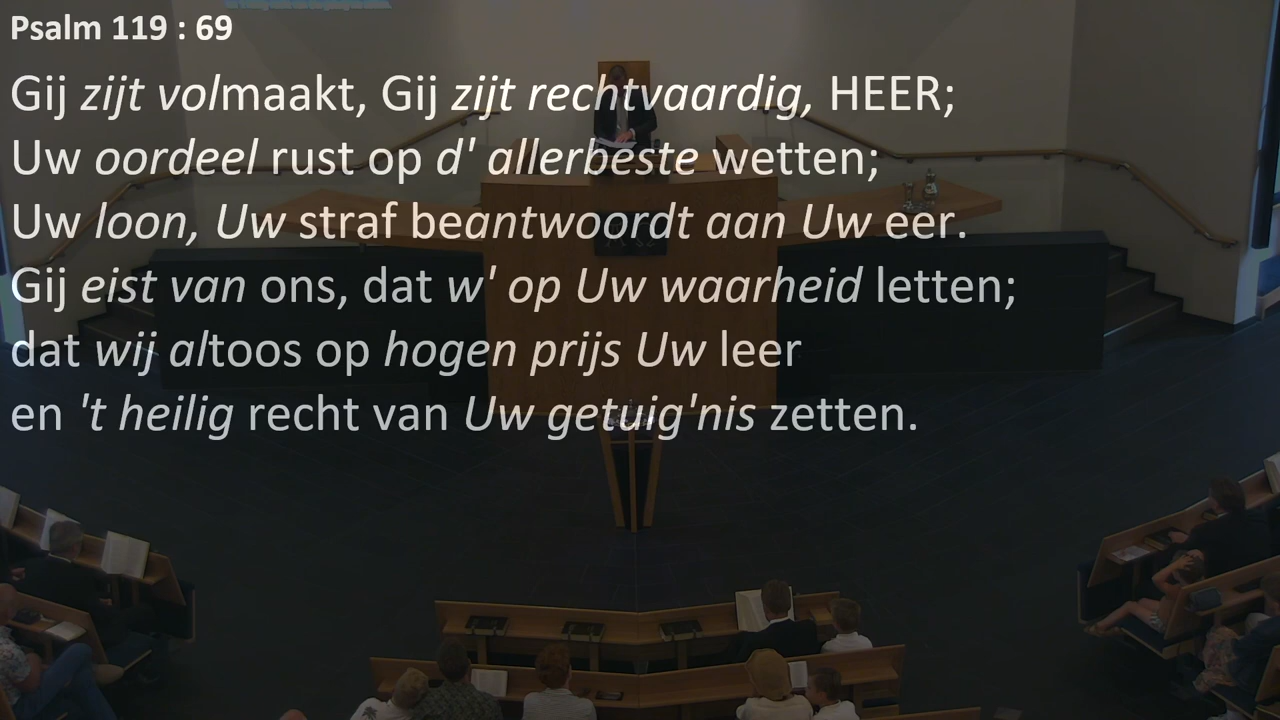 Psalm 119 : 69
Gij zijt volmaakt, Gij zijt rechtvaardig, HEER;
Uw oordeel rust op d' allerbeste wetten;
Uw loon, Uw straf beantwoordt aan Uw eer.
Gij eist van ons, dat w' op Uw waarheid letten;
dat wij altoos op hogen prijs Uw leer
en 't heilig recht van Uw getuig'nis zetten.